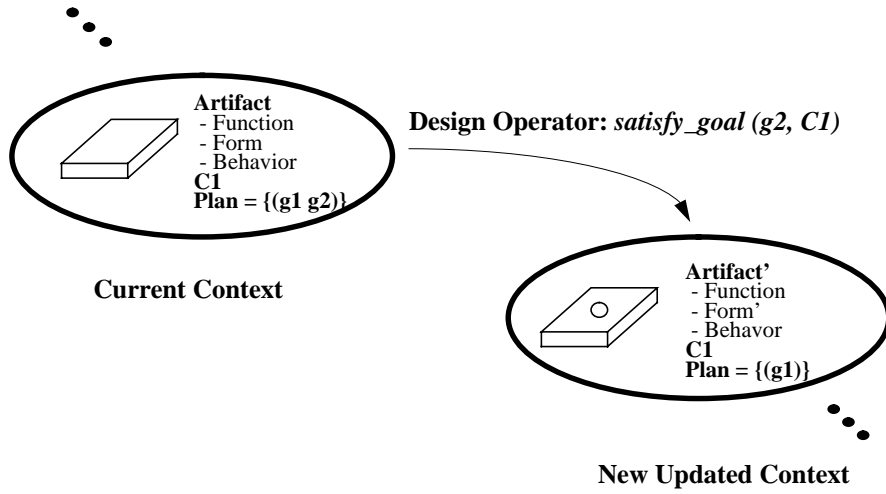 Artifact
- Function
- Form
- Behavior
C1
Plan = {(g1 g2)}
Design Operator: satisfy_goal (g2, C1)
Current Context
Artifact’
- Function
- Form’
- Behavor
C1
Plan = {(g1)}
New Updated Context